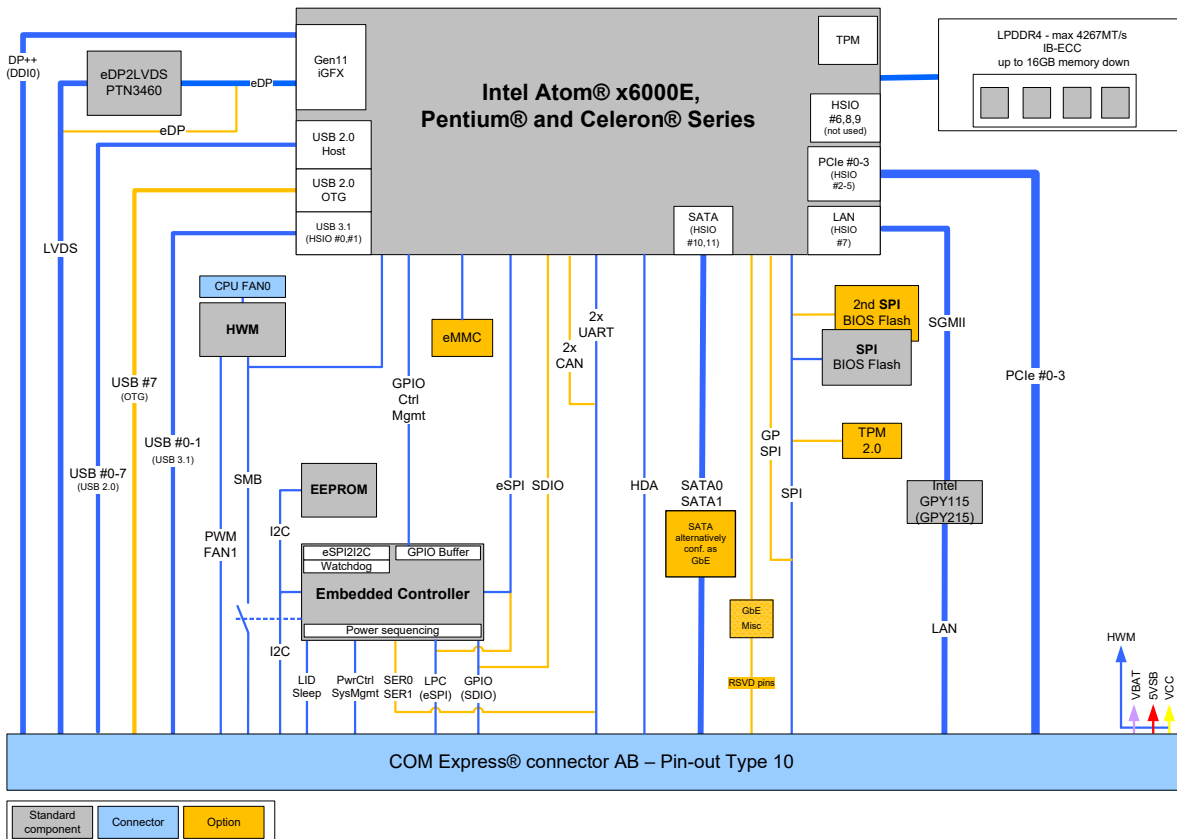 DP++
(DDI0)
eDP2LVDS
PTN3460
eDP
eDP
Gen11
iGFX
Intel Atom® x6000E,
Pentium® and Celeron® Series
TPM
LPDDR4 - max 4267MT/s
IB-ECC
up to 16GB memory down
HSIO
#6,8,9
(not used)
USB 2.0
Host
PCIe #0-3
(HSIO
#2-5)
USB 2.0
OTG
USB 3.1
(HSIO #0,#1)
SATA
(HSIO
#10,11)
LAN
(HSIO
#7)
LVDS
CPU FAN0
HWM
eMMC
2x
UART
2x
CAN
2nd SPI
BIOS Flash
SPI
BIOS Flash
SGMII
PCIe #0-3
USB #7
(OTG)
GPIO
Ctrl
Mgmt
USB #0-1
(USB 3.1)
USB #0-7
(USB 2.0)
SMB
GP
SPI
TPM
2.0
EEPROM
eSPI
SDIO
HDA
SATA0
SATA1
SPI
Intel
GPY115
(GPY215)
PWM
FAN1
I2C
SATA
alternatively
conf. as
GbE
eSPI2I2C
Watchdog
GPIO Buffer
Embedded Controller
Power sequencing
GbE
Misc
LAN
I2C
LID
Sleep
PwrCtrl
SysMgmt
SER0
SER1
LPC
(eSPI)
GPIO
(SDIO)
RSVD pins
HWM
VBAT
5VSB
VCC
COM Express® connector AB – Pin-out Type 10
Standard
component
Connector
Option